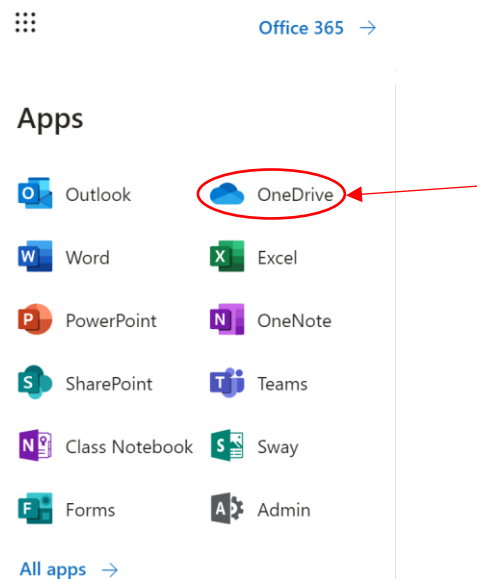 Office 365 →
Apps
Outlook OneDrive
Word Excel
PowerPoint OneNote
SharePoint Teams
Class Notebook Sway
Forms Admin
All apps →